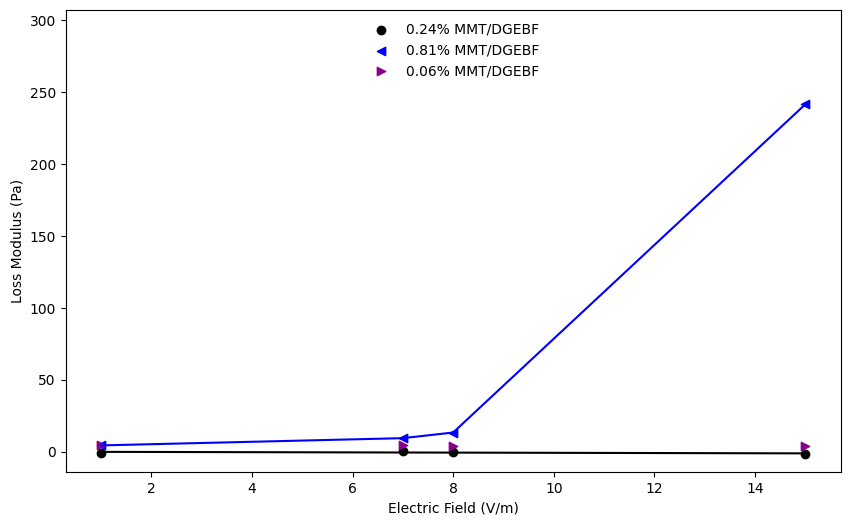 300
250
200
150
100
50
0
Loss Modulus (Pa)
0.24% MMT/DGEBF
0.81% MMT/DGEBF
0.06% MMT/DGEBF
2
4
6
8
10
12
14
Electric Field (V/m)